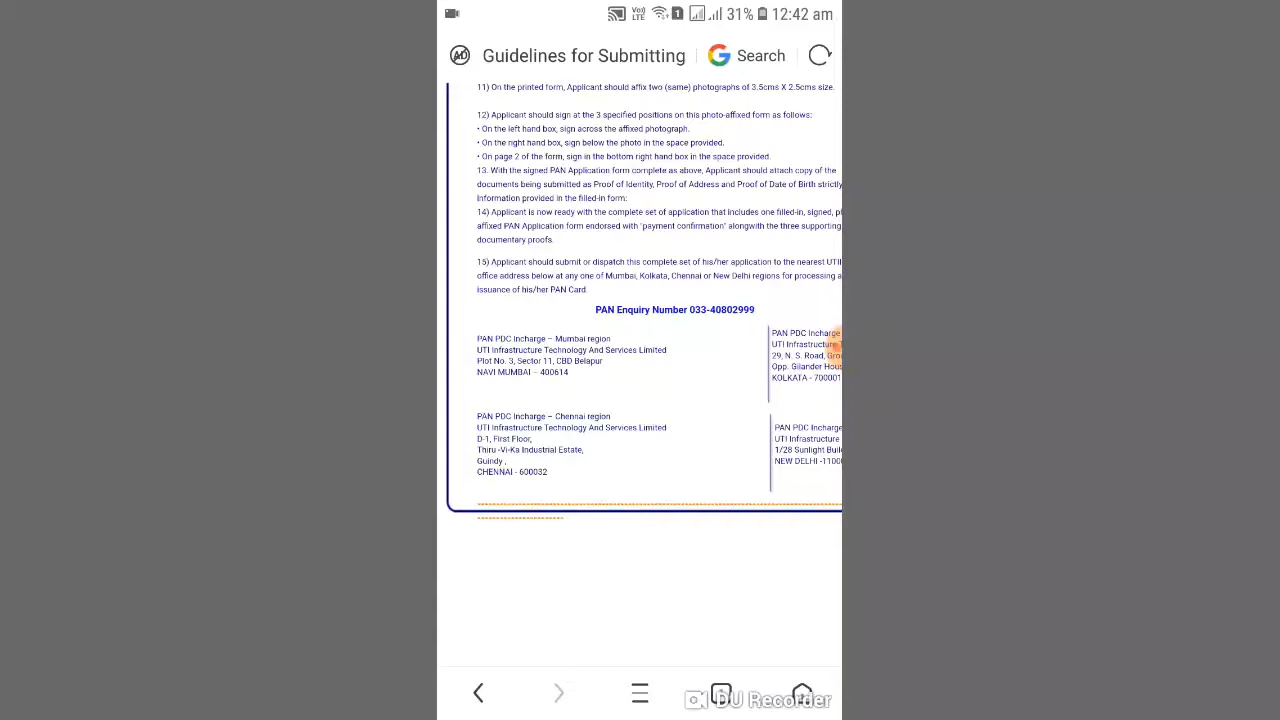 Vo) LTE 1 31% 12:42 am
AD Guidelines for Submitting Search
11) On the printed form, Applicant should affix two (same) photographs of 3.5cms X 2.5cms size.
12) Applicant should sign at the 3 specified positions on this photo-affixed form as follows:
• On the left hand box, sign across the affixed photograph.
• On the right hand box, sign below the photo in the space provided.
• On page 2 of the form, sign in the bottom right hand box in the space provided.
13. With the signed PAN Application form complete as above, Applicant should attach copy of the
documents being submitted as Proof of Identity, Proof of Address and Proof of Date of Birth strictly
information provided in the filled-in form:
14) Applicant is now ready with the complete set of application that includes one filled-in, signed, pl
affixed PAN Application form endorsed with "payment confirmation" alongwith the three supporting
documentary proofs.
15) Applicant should submit or dispatch this complete set of his/her application to the nearest UTII
office address below at any one of Mumbai, Kolkata, Chennai or New Delhi regions for processing a
issuance of his/her PAN Card.
PAN Enquiry Number 033-40802999
PAN PDC Incharge – Mumbai region
UTI Infrastructure Technology And Services Limited
Plot No. 3, Sector 11, CBD Belapur
NAVI MUMBAI – 400614
PAN PDC Incharge
UTI Infrastructure
29, N. S. Road, Gro
Opp. Gilander Hous
KOLKATA - 700001
PAN PDC Incharge – Chennai region
UTI Infrastructure Technology And Services Limited
D-1, First Floor,
Thiru -Vi-Ka Industrial Estate,
Guindy ,
CHENNAI - 600032
PAN PDC Incharge
UTI Infrastructure
1/28 Sunlight Buil
NEW DELHI -11000
DU Recorder